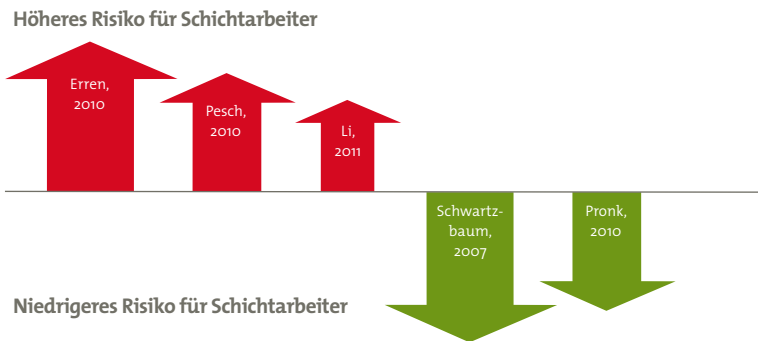 Höheres Risiko für Schichtarbeiter
Erren,
2010
Pesch,
2010
Li,
2011
Schwartz-
baum,
2007
Pronk,
2010
Niedrigeres Risiko für Schichtarbeiter